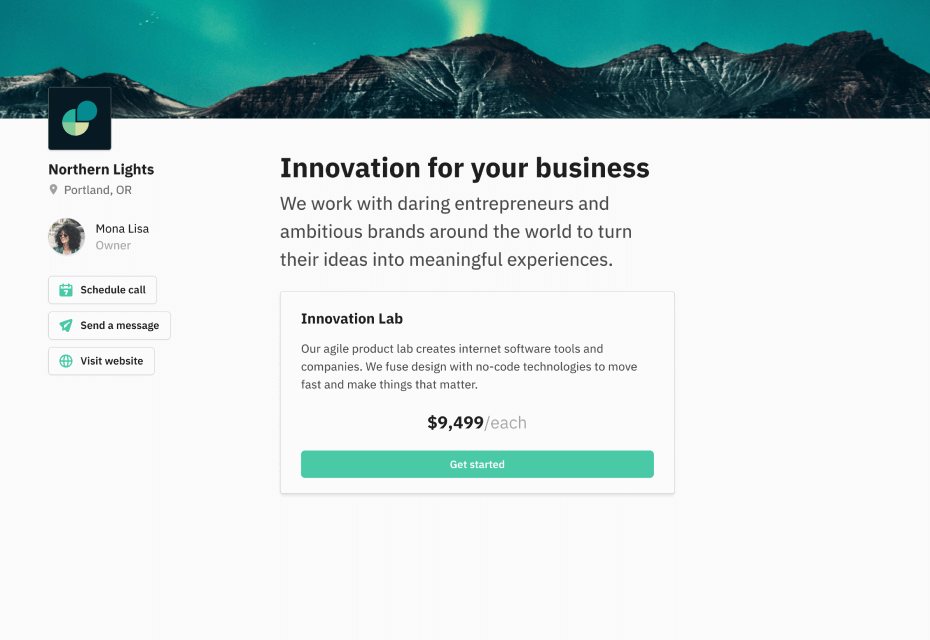 Northern Lights
Portland, OR
Mona Lisa
Owner
Schedule call
Send a message
Visit website
Innovation for your business
We work with daring entrepreneurs and
ambitious brands around the world to turn
their ideas into meaningful experiences.
Innovation Lab
Our agile product lab creates internet software tools and
companies. We fuse design with no-code technologies to move
fast and make things that matter.
$9,499/each
Get started